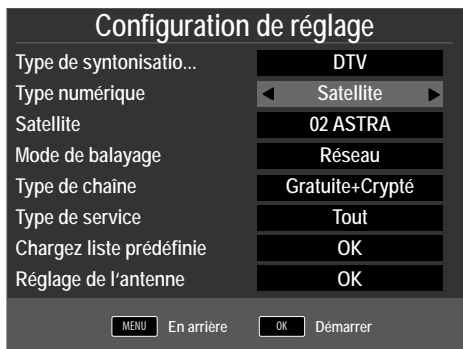 Configuration de réglage
Type de syntonisatio... DTV
Type numérique Satellite
Satellite 02 ASTRA
Mode de balayage Réseau
Type de chaîne Gratuite+Crypté
Type de service Tout
Chargez liste prédéfinie OK
Réglage de l'antenne OK
MENU En arrière OK Démarrer